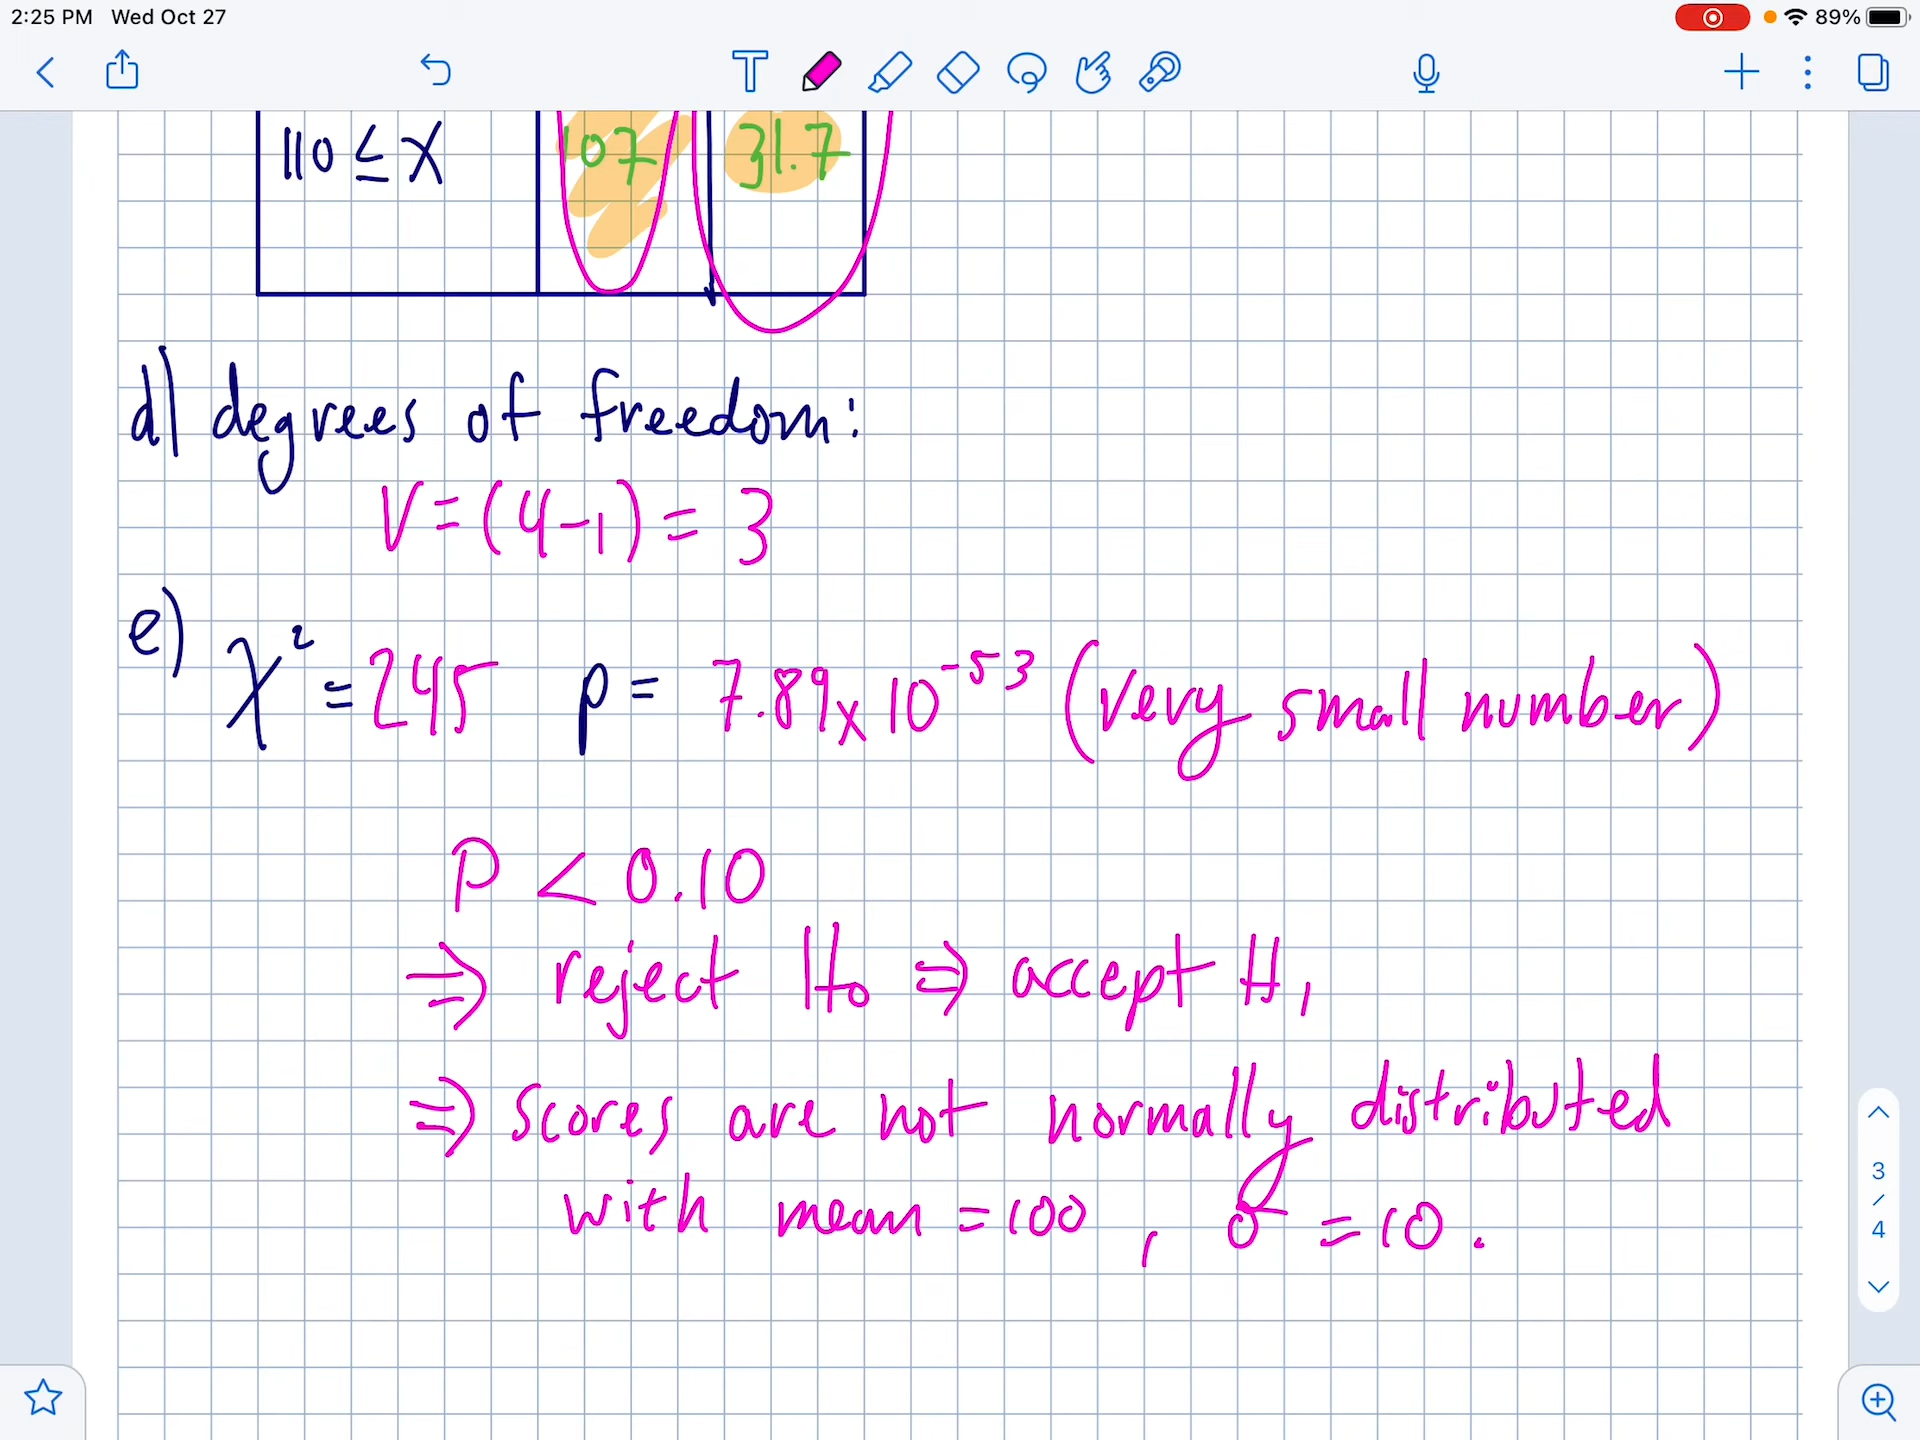 2:25 PM Wed Oct 27 89%
T
110 ≤ X 107 31.7
d) degrees of freedom:
V = (4-1) = 3
e) χ² = 245 p = 7.89 x 10⁻⁵³ (very small number)
P < 0.10
⇒ reject H₀ ⇒ accept H₁
⇒ scores are not normally distributed
with mean = 100 , σ = 10.
3
/
4